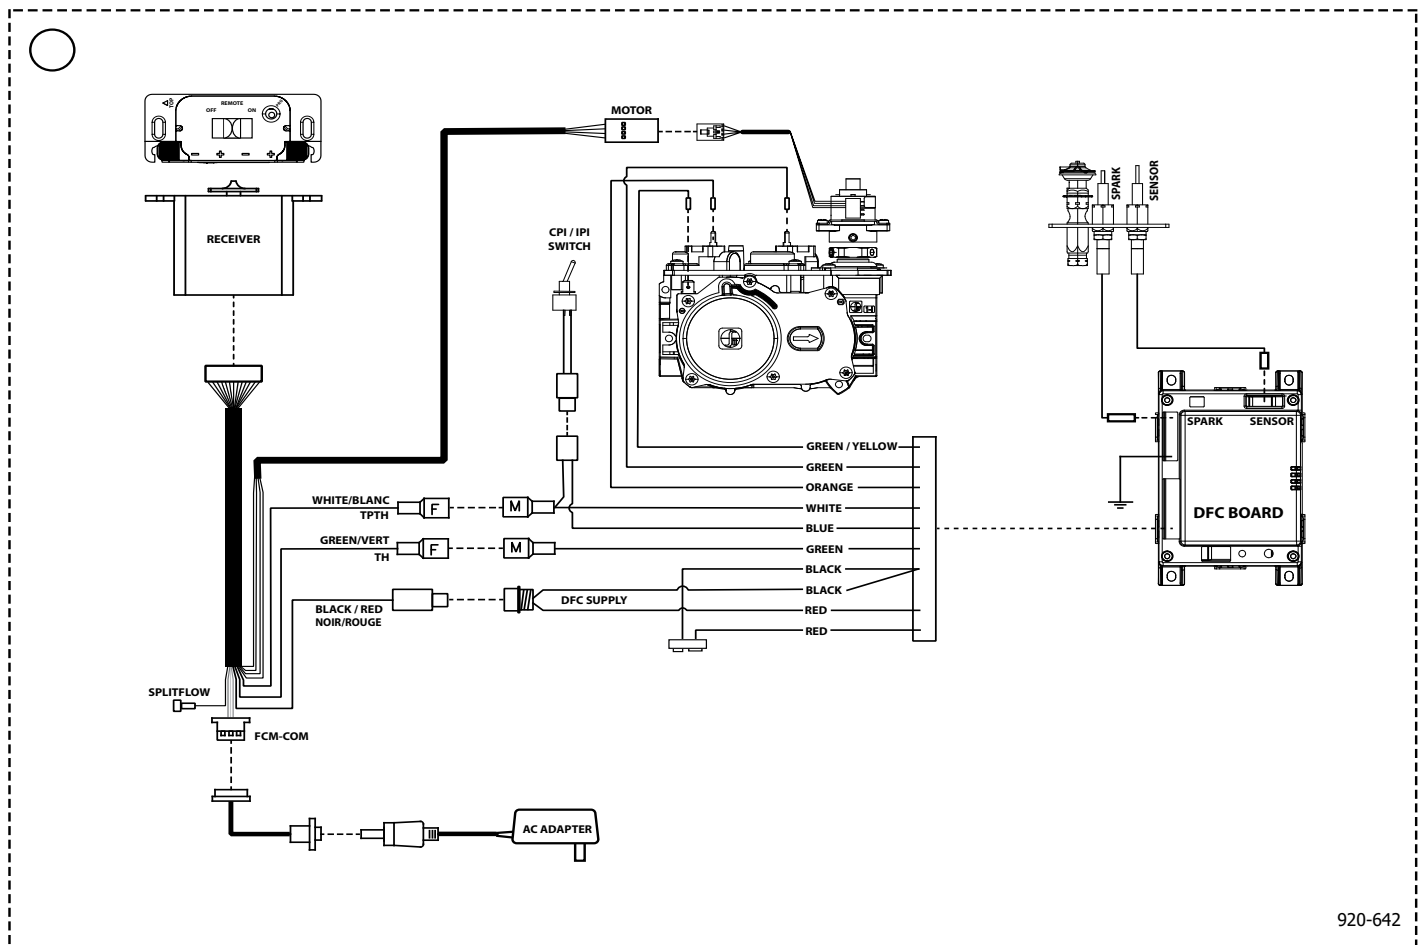 TOP
REMOTE
OFF
ON
- + - +
RECEIVER
MOTOR
CPI / IPI
SWITCH
SPARK
SENSOR
SPARK
SENSOR
DFC BOARD
GREEN / YELLOW
GREEN
ORANGE
WHITE/BLANC
TPTH
F
M
WHITE
BLUE
GREEN/VERT
TH
F
M
GREEN
BLACK
BLACK
BLACK / RED
NOIR/ROUGE
DFC SUPPLY
RED
RED
SPLITFLOW
FCM-COM
AC ADAPTER
920-642